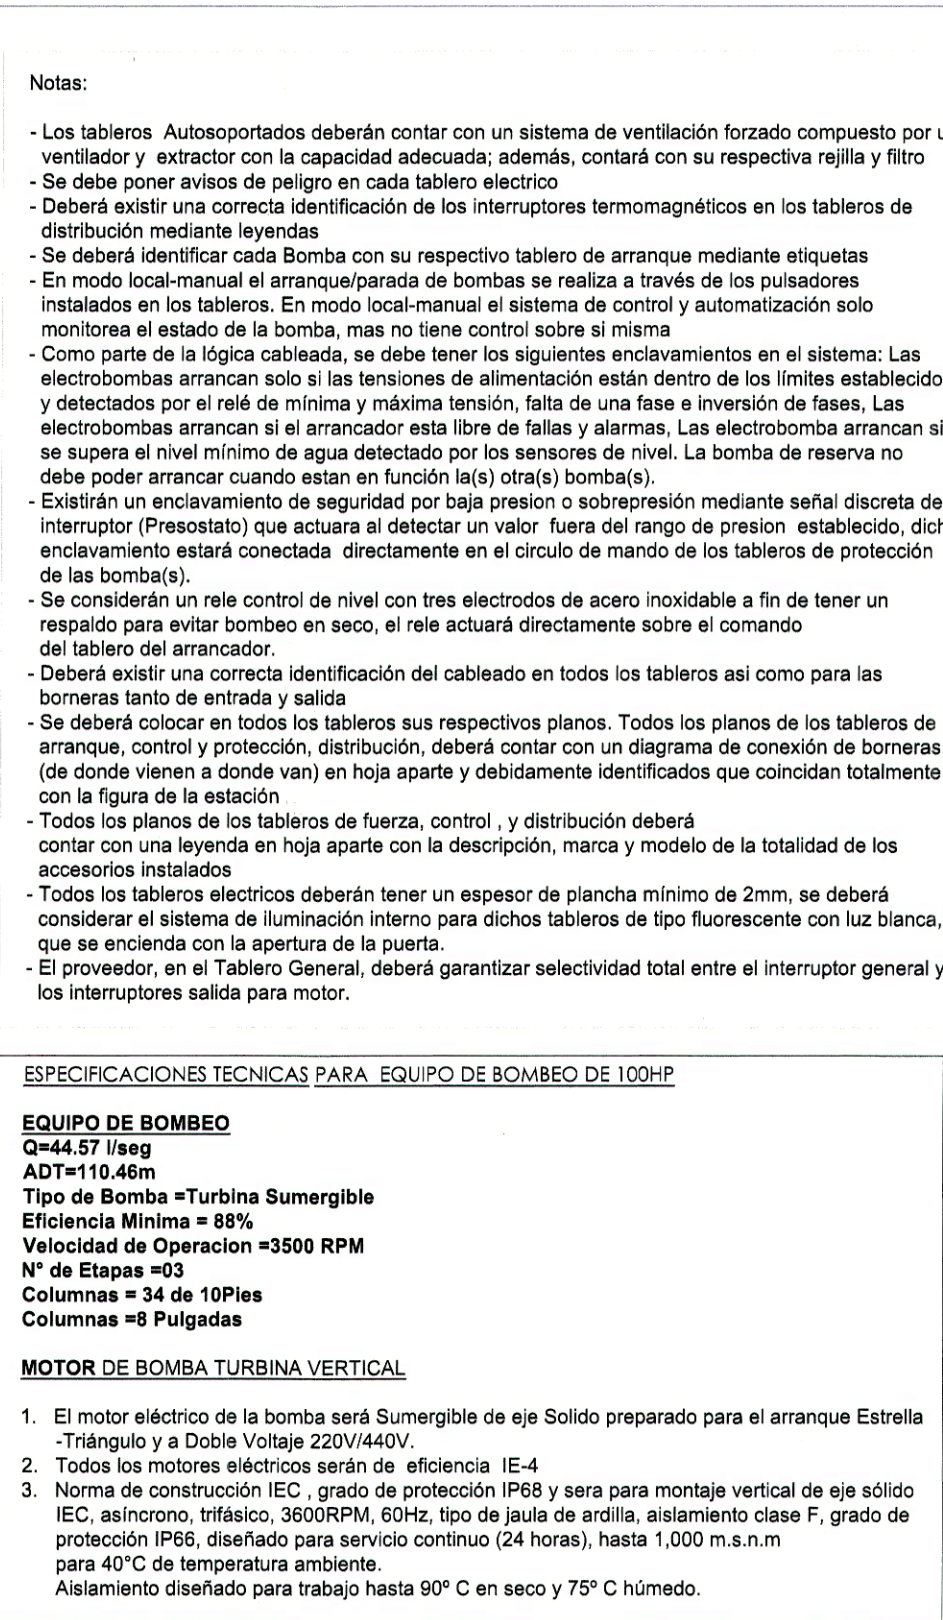 Notas:
- Los tableros Autosoportados deberán contar con un sistema de ventilación forzado compuesto por
ventilador y extractor con la capacidad adecuada; además, contará con su respectiva rejilla y filtro
- Se debe poner avisos de peligro en cada tablero electrico
- Deberá existir una correcta identificación de los interruptores termomagnéticos en los tableros de
distribución mediante leyendas
- Se deberá identificar cada Bomba con su respectivo tablero de arranque mediante etiquetas
- En modo local-manual el arranque/parada de bombas se realiza a través de los pulsadores
instalados en los tableros. En modo local-manual el sistema de control y automatización solo
monitorea el estado de la bomba, mas no tiene control sobre si misma
- Como parte de la lógica cableada, se debe tener los siguientes enclavamientos en el sistema: Las
electrobombas arrancan solo si las tensiones de alimentación están dentro de los límites establecido
y detectados por el relé de mínima y máxima tensión, falta de una fase e inversión de fases, Las
electrobombas arrancan si el arrancador esta libre de fallas y alarmas, Las electrobomba arrancan si
se supera el nivel mínimo de agua detectado por los sensores de nivel. La bomba de reserva no
debe poder arrancar cuando estan en función la(s) otra(s) bomba(s).
- Existirán un enclavamiento de seguridad por baja presion o sobrepresión mediante señal discreta de
interruptor (Presostato) que actuara al detectar un valor fuera del rango de presion establecido, dich
enclavamiento estará conectada directamente en el circulo de mando de los tableros de protección
de las bomba(s).
- Se considerán un rele control de nivel con tres electrodos de acero inoxidable a fin de tener un
respaldo para evitar bombeo en seco, el rele actuará directamente sobre el comando
del tablero del arrancador.
- Deberá existir una correcta identificación del cableado en todos los tableros asi como para las
borneras tanto de entrada y salida
- Se deberá colocar en todos los tableros sus respectivos planos. Todos los planos de los tableros de
arranque, control y protección, distribución, deberá contar con un diagrama de conexión de borneras
(de donde vienen a donde van) en hoja aparte y debidamente identificados que coincidan totalmente
con la figura de la estación
- Todos los planos de los tableros de fuerza, control , y distribución deberá
contar con una leyenda en hoja aparte con la descripción, marca y modelo de la totalidad de los
accesorios instalados
- Todos los tableros electricos deberán tener un espesor de plancha mínimo de 2mm, se deberá
considerar el sistema de iluminación interno para dichos tableros de tipo fluorescente con luz blanca,
que se encienda con la apertura de la puerta.
- El proveedor, en el Tablero General, deberá garantizar selectividad total entre el interruptor general y
los interruptores salida para motor.
ESPECIFICACIONES TECNICAS PARA EQUIPO DE BOMBEO DE 100HP
EQUIPO DE BOMBEO
Q=44.57 l/seg
ADT=110.46m
Tipo de Bomba =Turbina Sumergible
Eficiencia Minima = 88%
Velocidad de Operacion =3500 RPM
N° de Etapas =03
Columnas = 34 de 10Pies
Columnas =8 Pulgadas
MOTOR DE BOMBA TURBINA VERTICAL
1. El motor eléctrico de la bomba será Sumergible de eje Solido preparado para el arranque Estrella
-Triángulo y a Doble Voltaje 220V/440V.
2. Todos los motores eléctricos serán de eficiencia IE-4
3. Norma de construcción IEC , grado de protección IP68 y sera para montaje vertical de eje sólido
IEC, asíncrono, trifásico, 3600RPM, 60Hz, tipo de jaula de ardilla, aislamiento clase F, grado de
protección IP66, diseñado para servicio continuo (24 horas), hasta 1,000 m.s.n.m
para 40°C de temperatura ambiente.
Aislamiento diseñado para trabajo hasta 90º C en seco y 75º C húmedo.